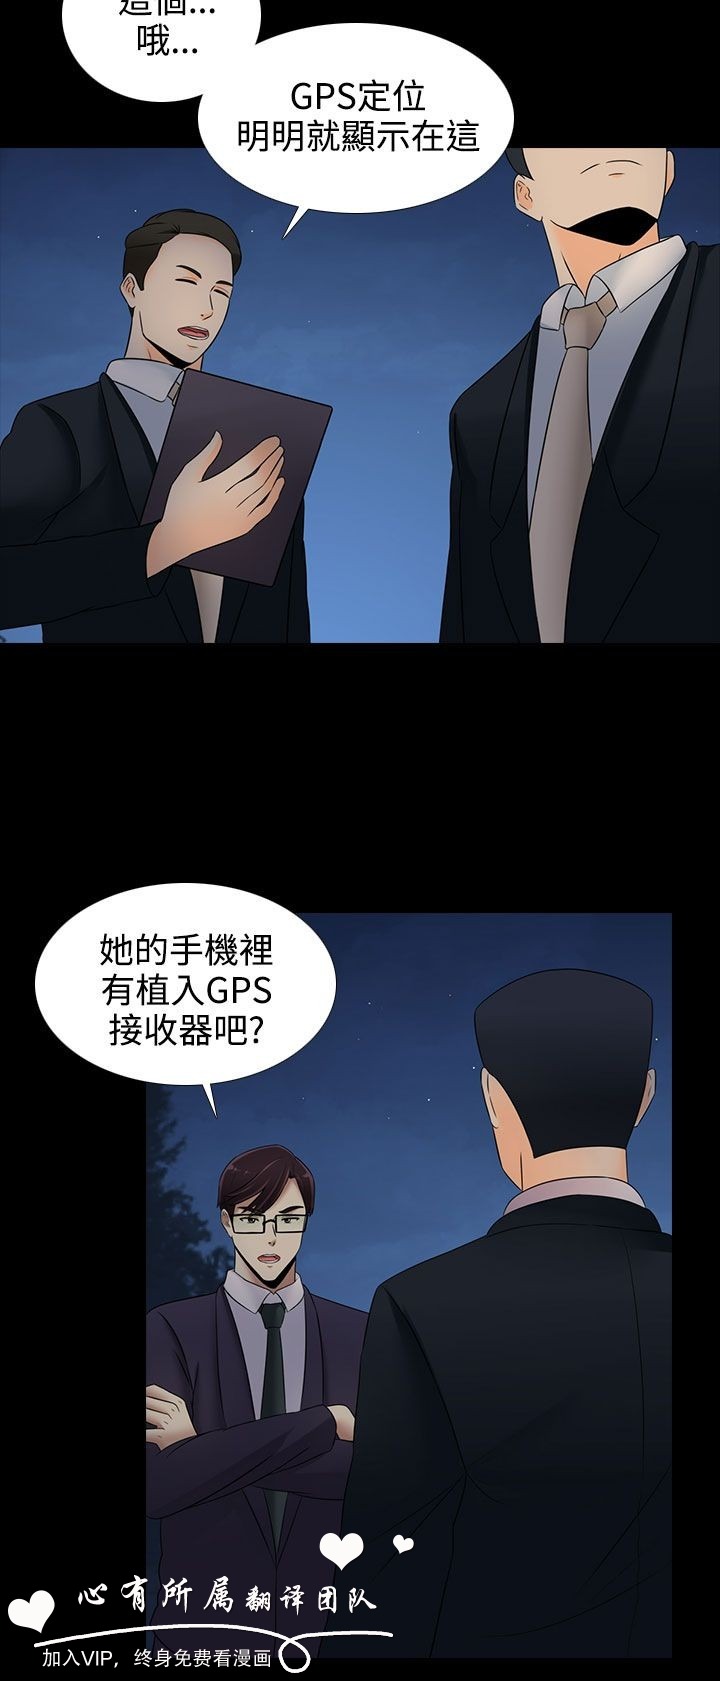 這個...
哦...
GPS定位
明明就顯示在這
她的手機裡
有植入GPS
接收器吧?
心有所属翻译团队
加入VIP，终身免费看漫画